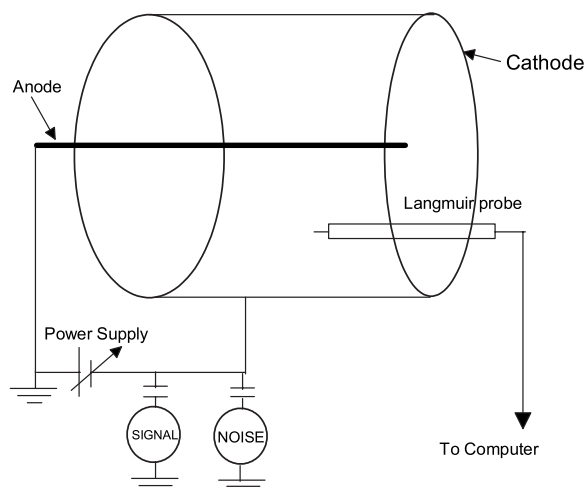 Cathode
Anode
Langmuir probe
Power Supply
SIGNAL
NOISE
To Computer